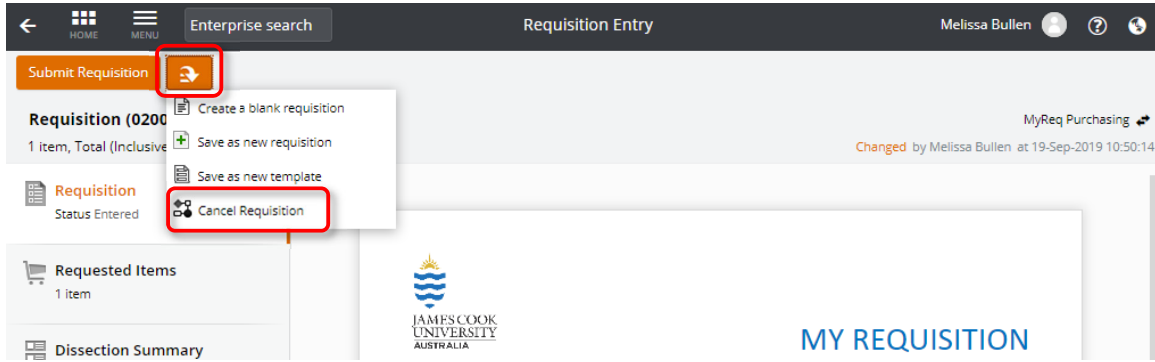 HOME
MENU
Enterprise search
Requisition Entry
Melissa Bullen
Submit Requisition
Create a blank requisition
Save as new requisition
Save as new template
Cancel Requisition
Requisition (0200
MyReq Purchasing
1 item, Total (Inclusive
Changed by Melissa Bullen at 19-Sep-2019 10:50:14
Requisition
Status Entered
Requested Items
1 item
Dissection Summary
JAMES COOK
UNIVERSITY
AUSTRALIA
MY REQUISITION